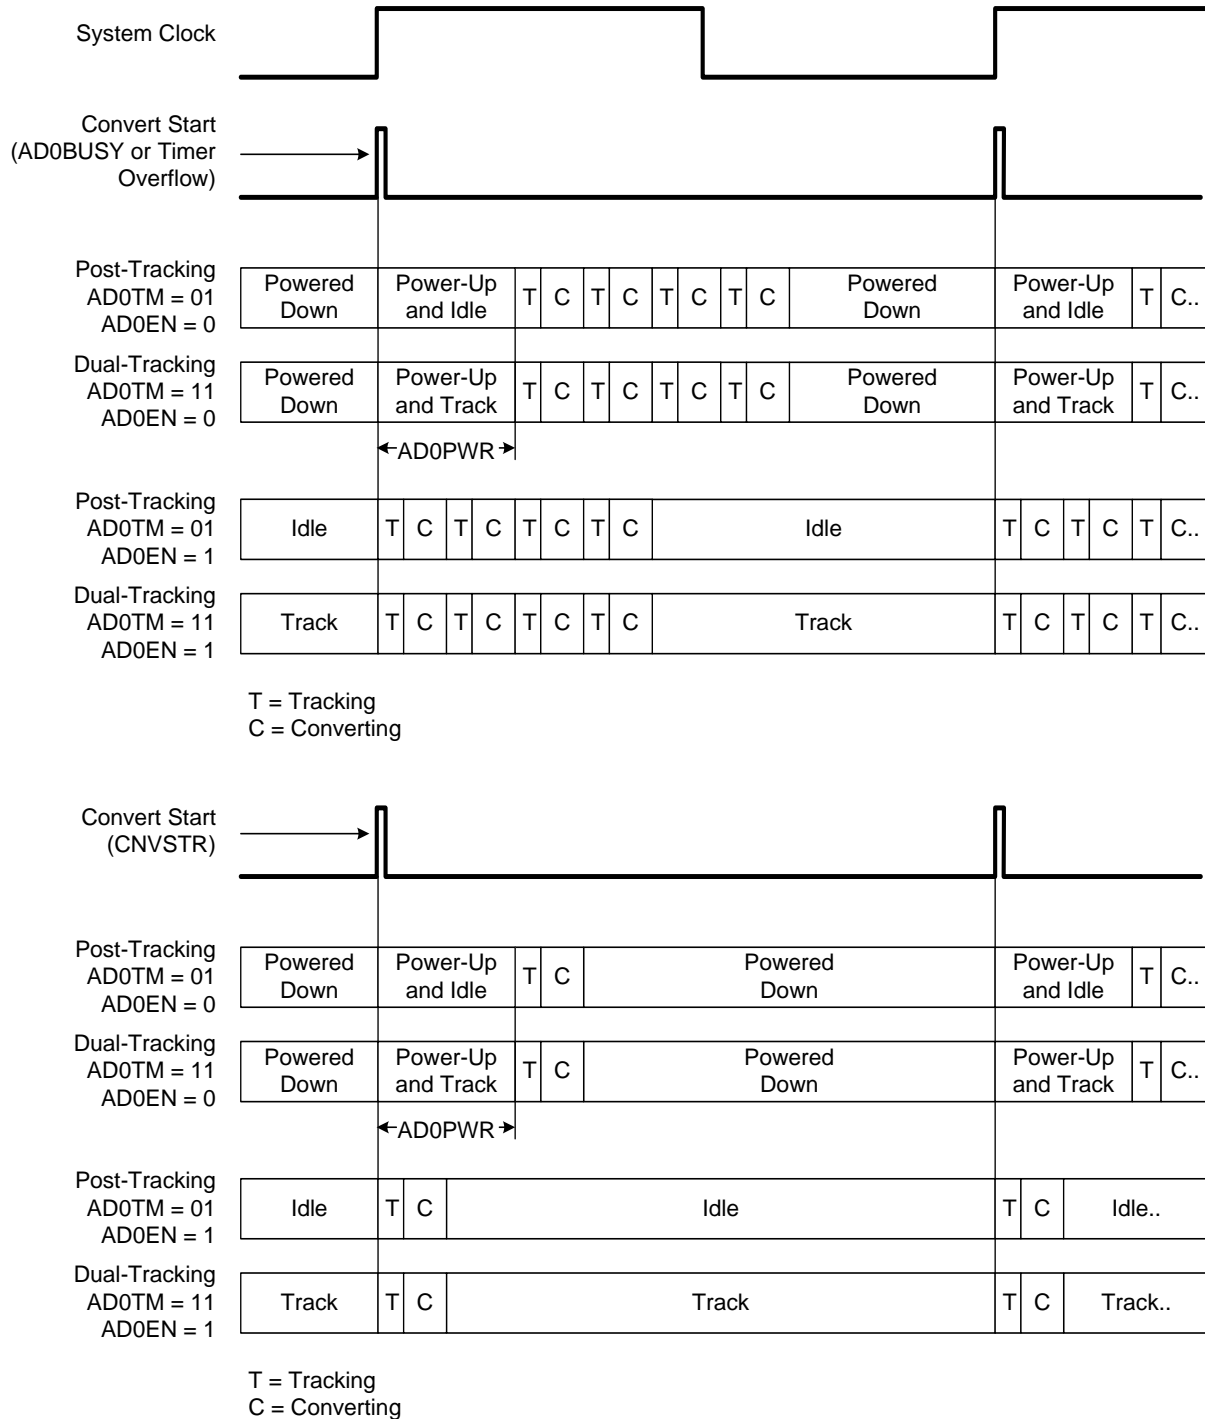 System Clock
Convert Start
(AD0BUSY or Timer
Overflow)
Post-Tracking
AD0TM = 01
AD0EN = 0
Powered
Down
Power-Up
and Idle
T C T C T C T C
Powered
Down
Power-Up
and Idle
T C..
Dual-Tracking
AD0TM = 11
AD0EN = 0
Powered
Down
Power-Up
and Track
T C T C T C T C
Powered
Down
Power-Up
and Track
T C..
AD0PWR
Post-Tracking
AD0TM = 01
AD0EN = 1
Idle T C T C T C T C Idle T C T C T C..
Dual-Tracking
AD0TM = 11
AD0EN = 1
Track T C T C T C T C Track T C T C T C..
T = Tracking
C = Converting
Convert Start
(CNVSTR)
Post-Tracking
AD0TM = 01
AD0EN = 0
Powered
Down
Power-Up
and Idle
T C
Powered
Down
Power-Up
and Idle
T C..
Dual-Tracking
AD0TM = 11
AD0EN = 0
Powered
Down
Power-Up
and Track
T C
Powered
Down
Power-Up
and Track
T C..
AD0PWR
Post-Tracking
AD0TM = 01
AD0EN = 1
Idle T C Idle T C Idle..
Dual-Tracking
AD0TM = 11
AD0EN = 1
Track T C Track T C Track..
T = Tracking
C = Converting